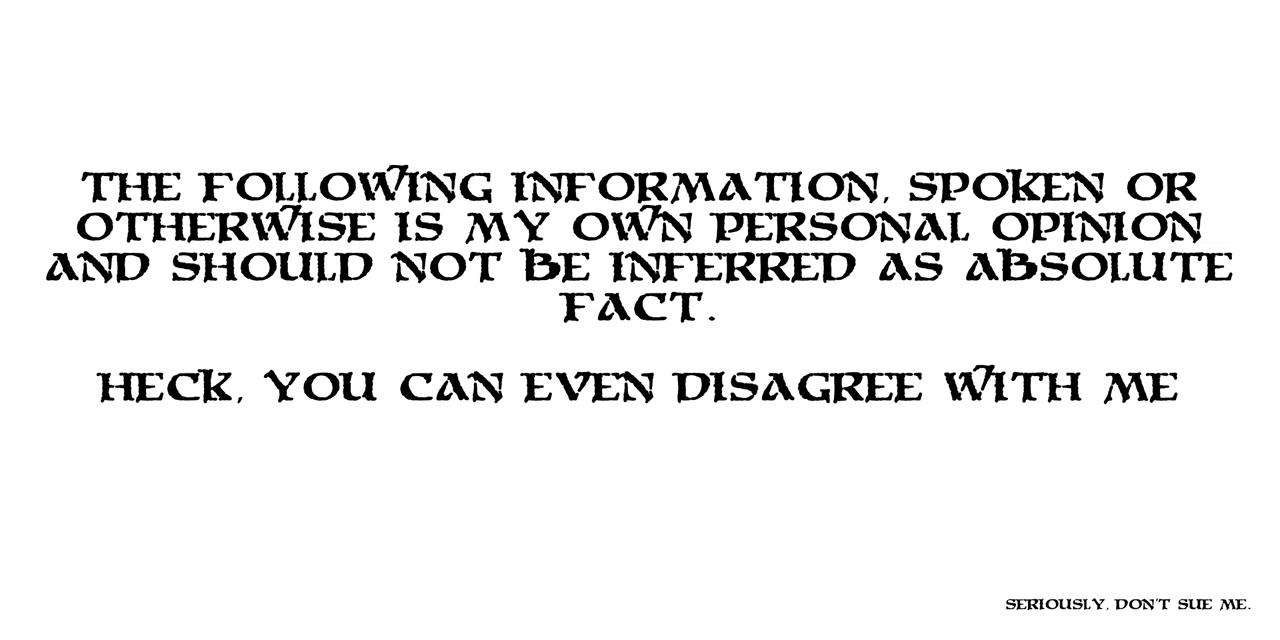 THE FOLLOWING INFORMATION, SPOKEN OR
OTHERWISE IS MY OWN PERSONAL OPINION
AND SHOULD NOT BE INFERRED AS ABSOLUTE
FACT.
HECK, YOU CAN EVEN DISAGREE WITH ME
SERIOUSLY, DON'T SUE ME.